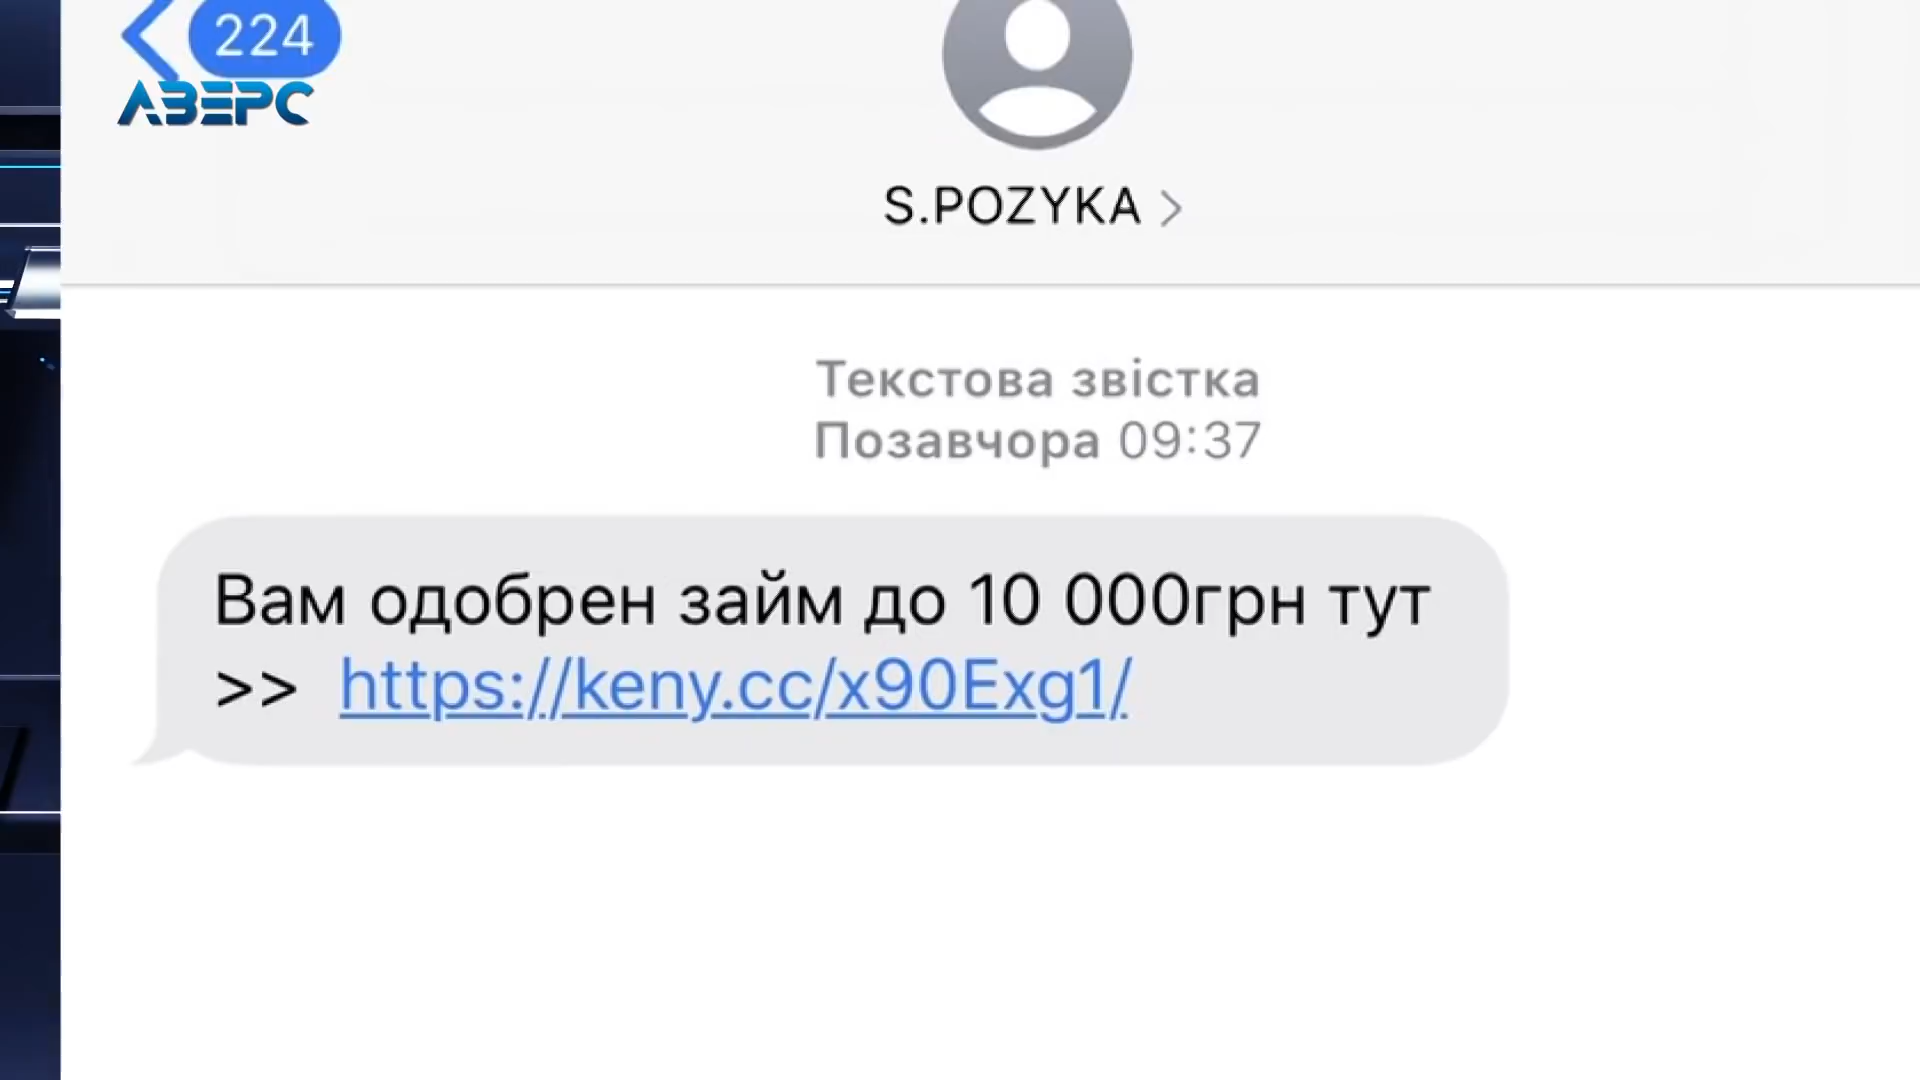 224
АВЕРС
S.POZYKA >
Текстова звістка
Позавчора 09:37
Вам одобрен займ до 10 000грн тут
>> https://keny.cc/x90Exg1/